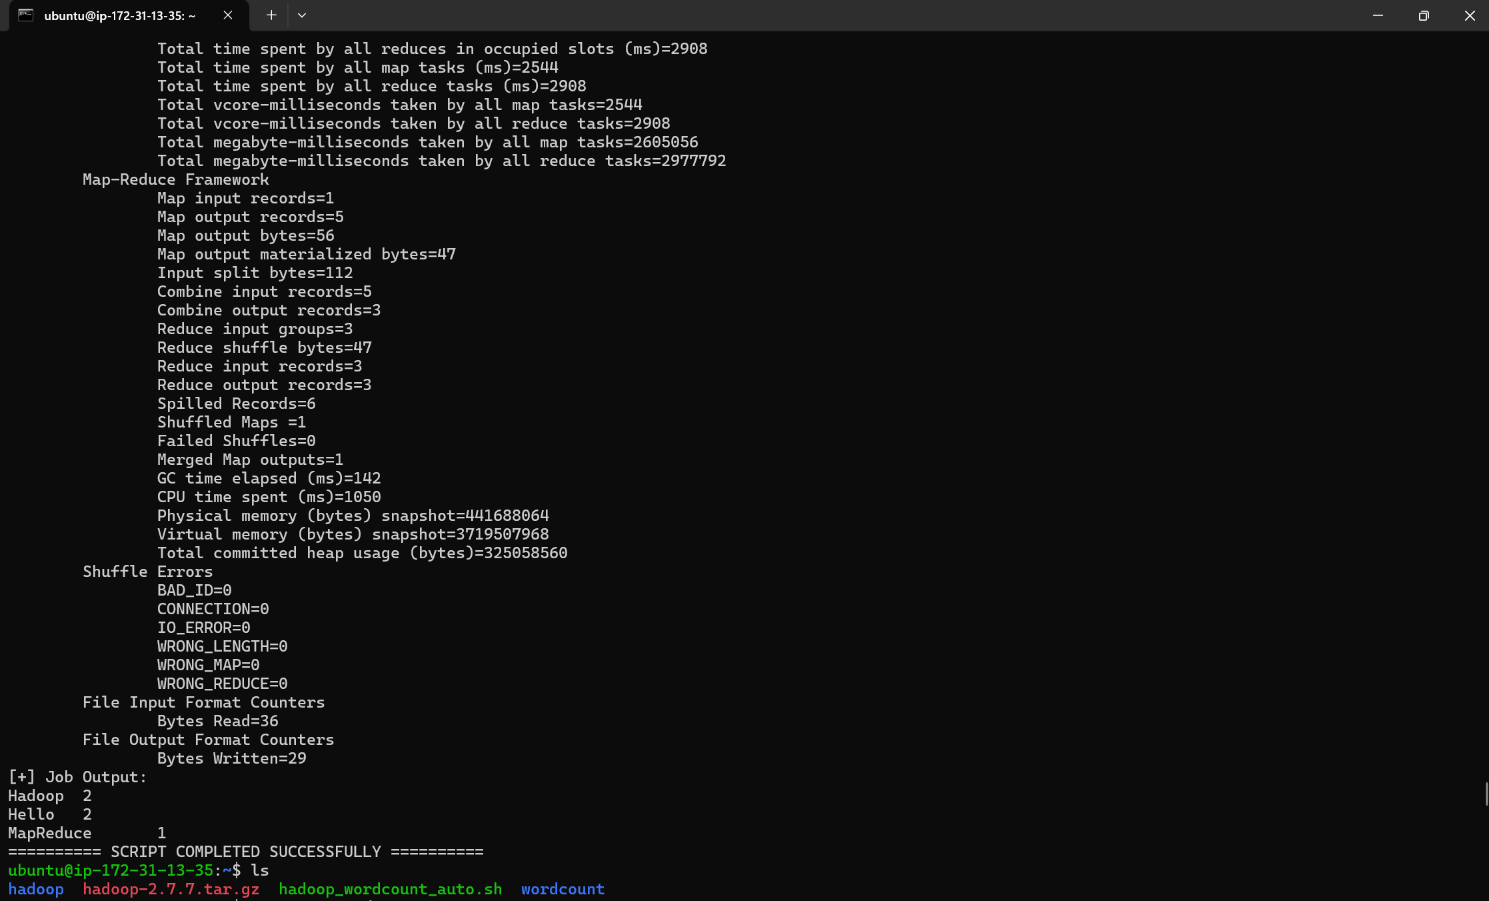 ubuntu@ip-172-31-13-35: ~
Total time spent by all reduces in occupied slots (ms)=2908
Total time spent by all map tasks (ms)=2544
Total time spent by all reduce tasks (ms)=2908
Total vcore-milliseconds taken by all map tasks=2544
Total vcore-milliseconds taken by all reduce tasks=2908
Total megabyte-milliseconds taken by all map tasks=2605056
Total megabyte-milliseconds taken by all reduce tasks=2977792
Map-Reduce Framework
Map input records=1
Map output records=5
Map output bytes=56
Map output materialized bytes=47
Input split bytes=112
Combine input records=5
Combine output records=3
Reduce input groups=3
Reduce shuffle bytes=47
Reduce input records=3
Reduce output records=3
Spilled Records=6
Shuffled Maps =1
Failed Shuffles=0
Merged Map outputs=1
GC time elapsed (ms)=142
CPU time spent (ms)=1050
Physical memory (bytes) snapshot=441688064
Virtual memory (bytes) snapshot=3719507968
Total committed heap usage (bytes)=325058560
Shuffle Errors
BAD_ID=0
CONNECTION=0
IO_ERROR=0
WRONG_LENGTH=0
WRONG_MAP=0
WRONG_REDUCE=0
File Input Format Counters
Bytes Read=36
File Output Format Counters
Bytes Written=29
[+] Job Output:
Hadoop 2
Hello 2
MapReduce 1
========== SCRIPT COMPLETED SUCCESSFULLY ==========
ubuntu@ip-172-31-13-35:~$ ls
hadoop hadoop-2.7.7.tar.gz hadoop_wordcount_auto.sh wordcount